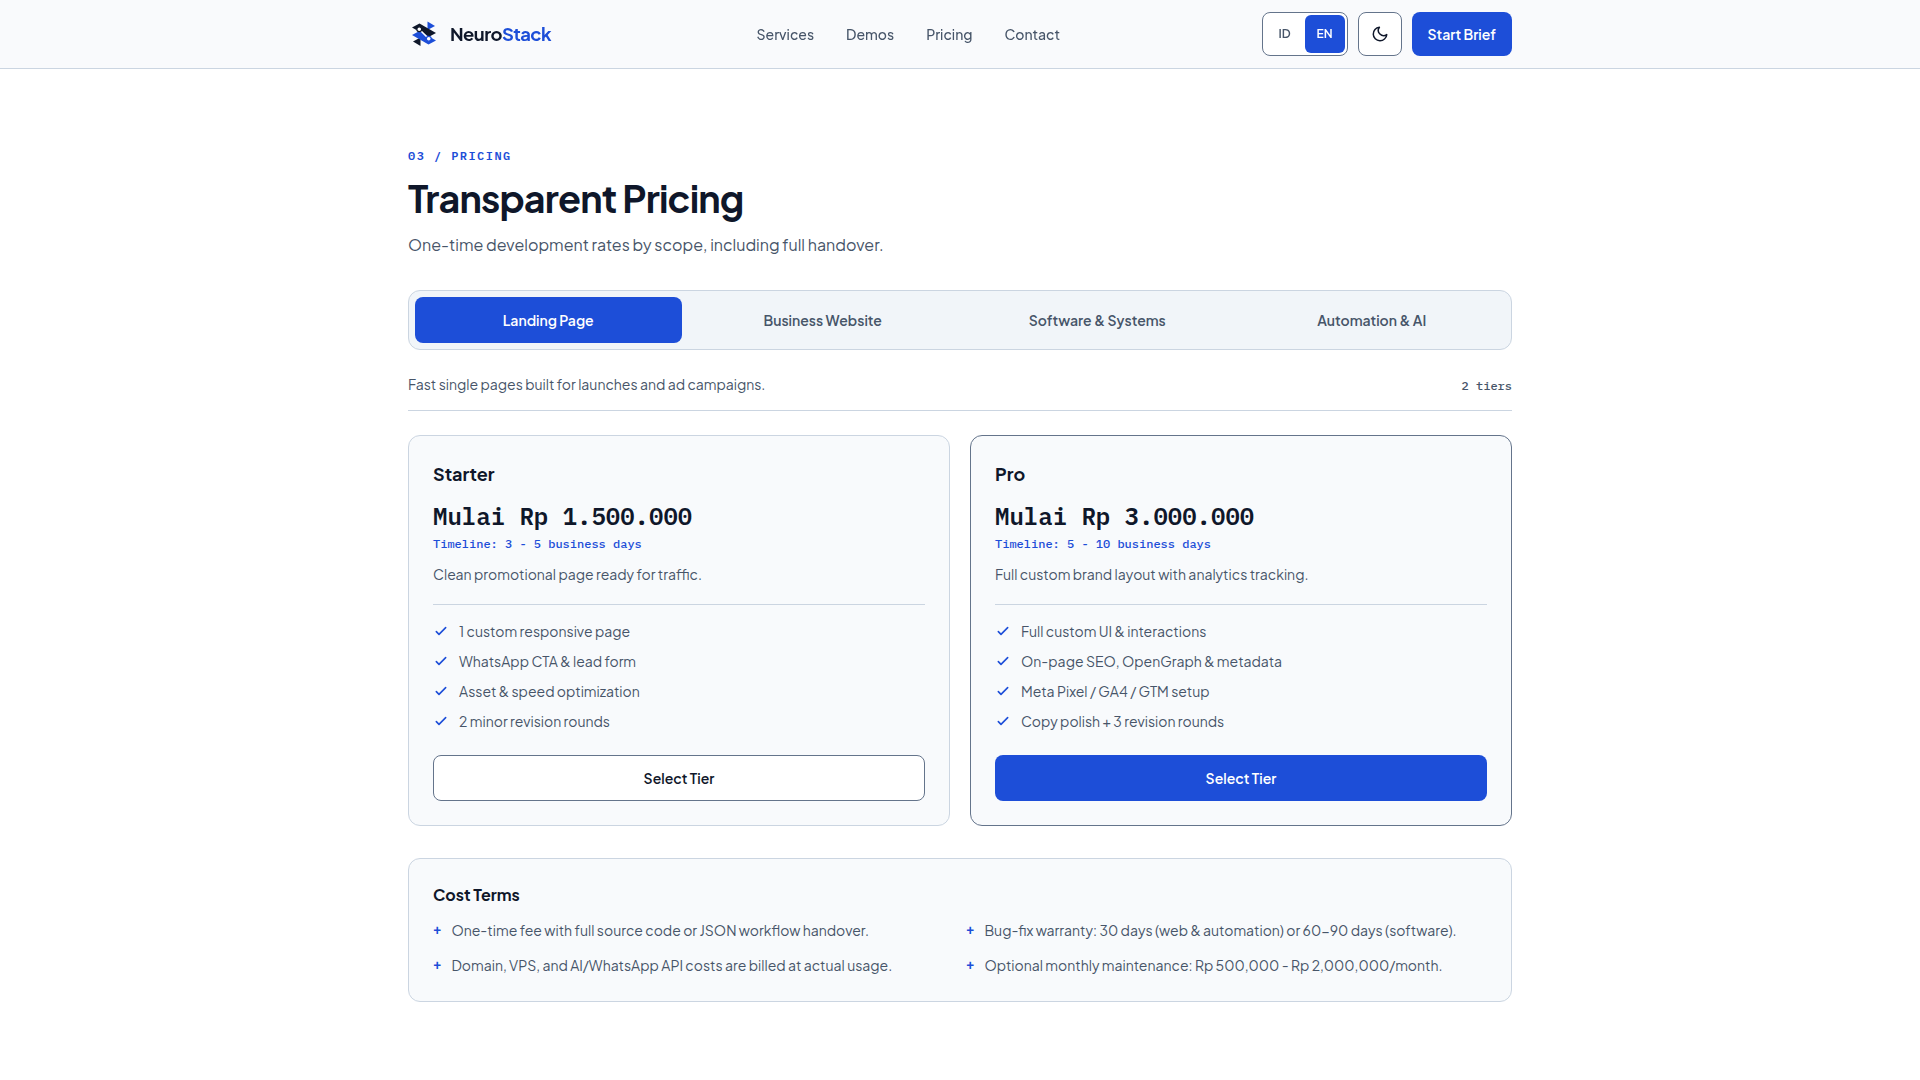 NeuroStack
Services
Demos
Pricing
Contact
ID
EN
Start Brief
03 / PRICING
Transparent Pricing
One-time development rates by scope, including full handover.
Landing Page
Business Website
Software & Systems
Automation & AI
Fast single pages built for launches and ad campaigns.
2 tiers
Starter
Mulai Rp 1.500.000
Timeline: 3 - 5 business days
Clean promotional page ready for traffic.
1 custom responsive page
WhatsApp CTA & lead form
Asset & speed optimization
2 minor revision rounds
Select Tier
Pro
Mulai Rp 3.000.000
Timeline: 5 - 10 business days
Full custom brand layout with analytics tracking.
Full custom UI & interactions
On-page SEO, OpenGraph & metadata
Meta Pixel / GA4 / GTM setup
Copy polish + 3 revision rounds
Select Tier
Cost Terms
+ One-time fee with full source code or JSON workflow handover.
+ Bug-fix warranty: 30 days (web & automation) or 60–90 days (software).
+ Domain, VPS, and AI/WhatsApp API costs are billed at actual usage.
+ Optional monthly maintenance: Rp 500,000 - Rp 2,000,000/month.